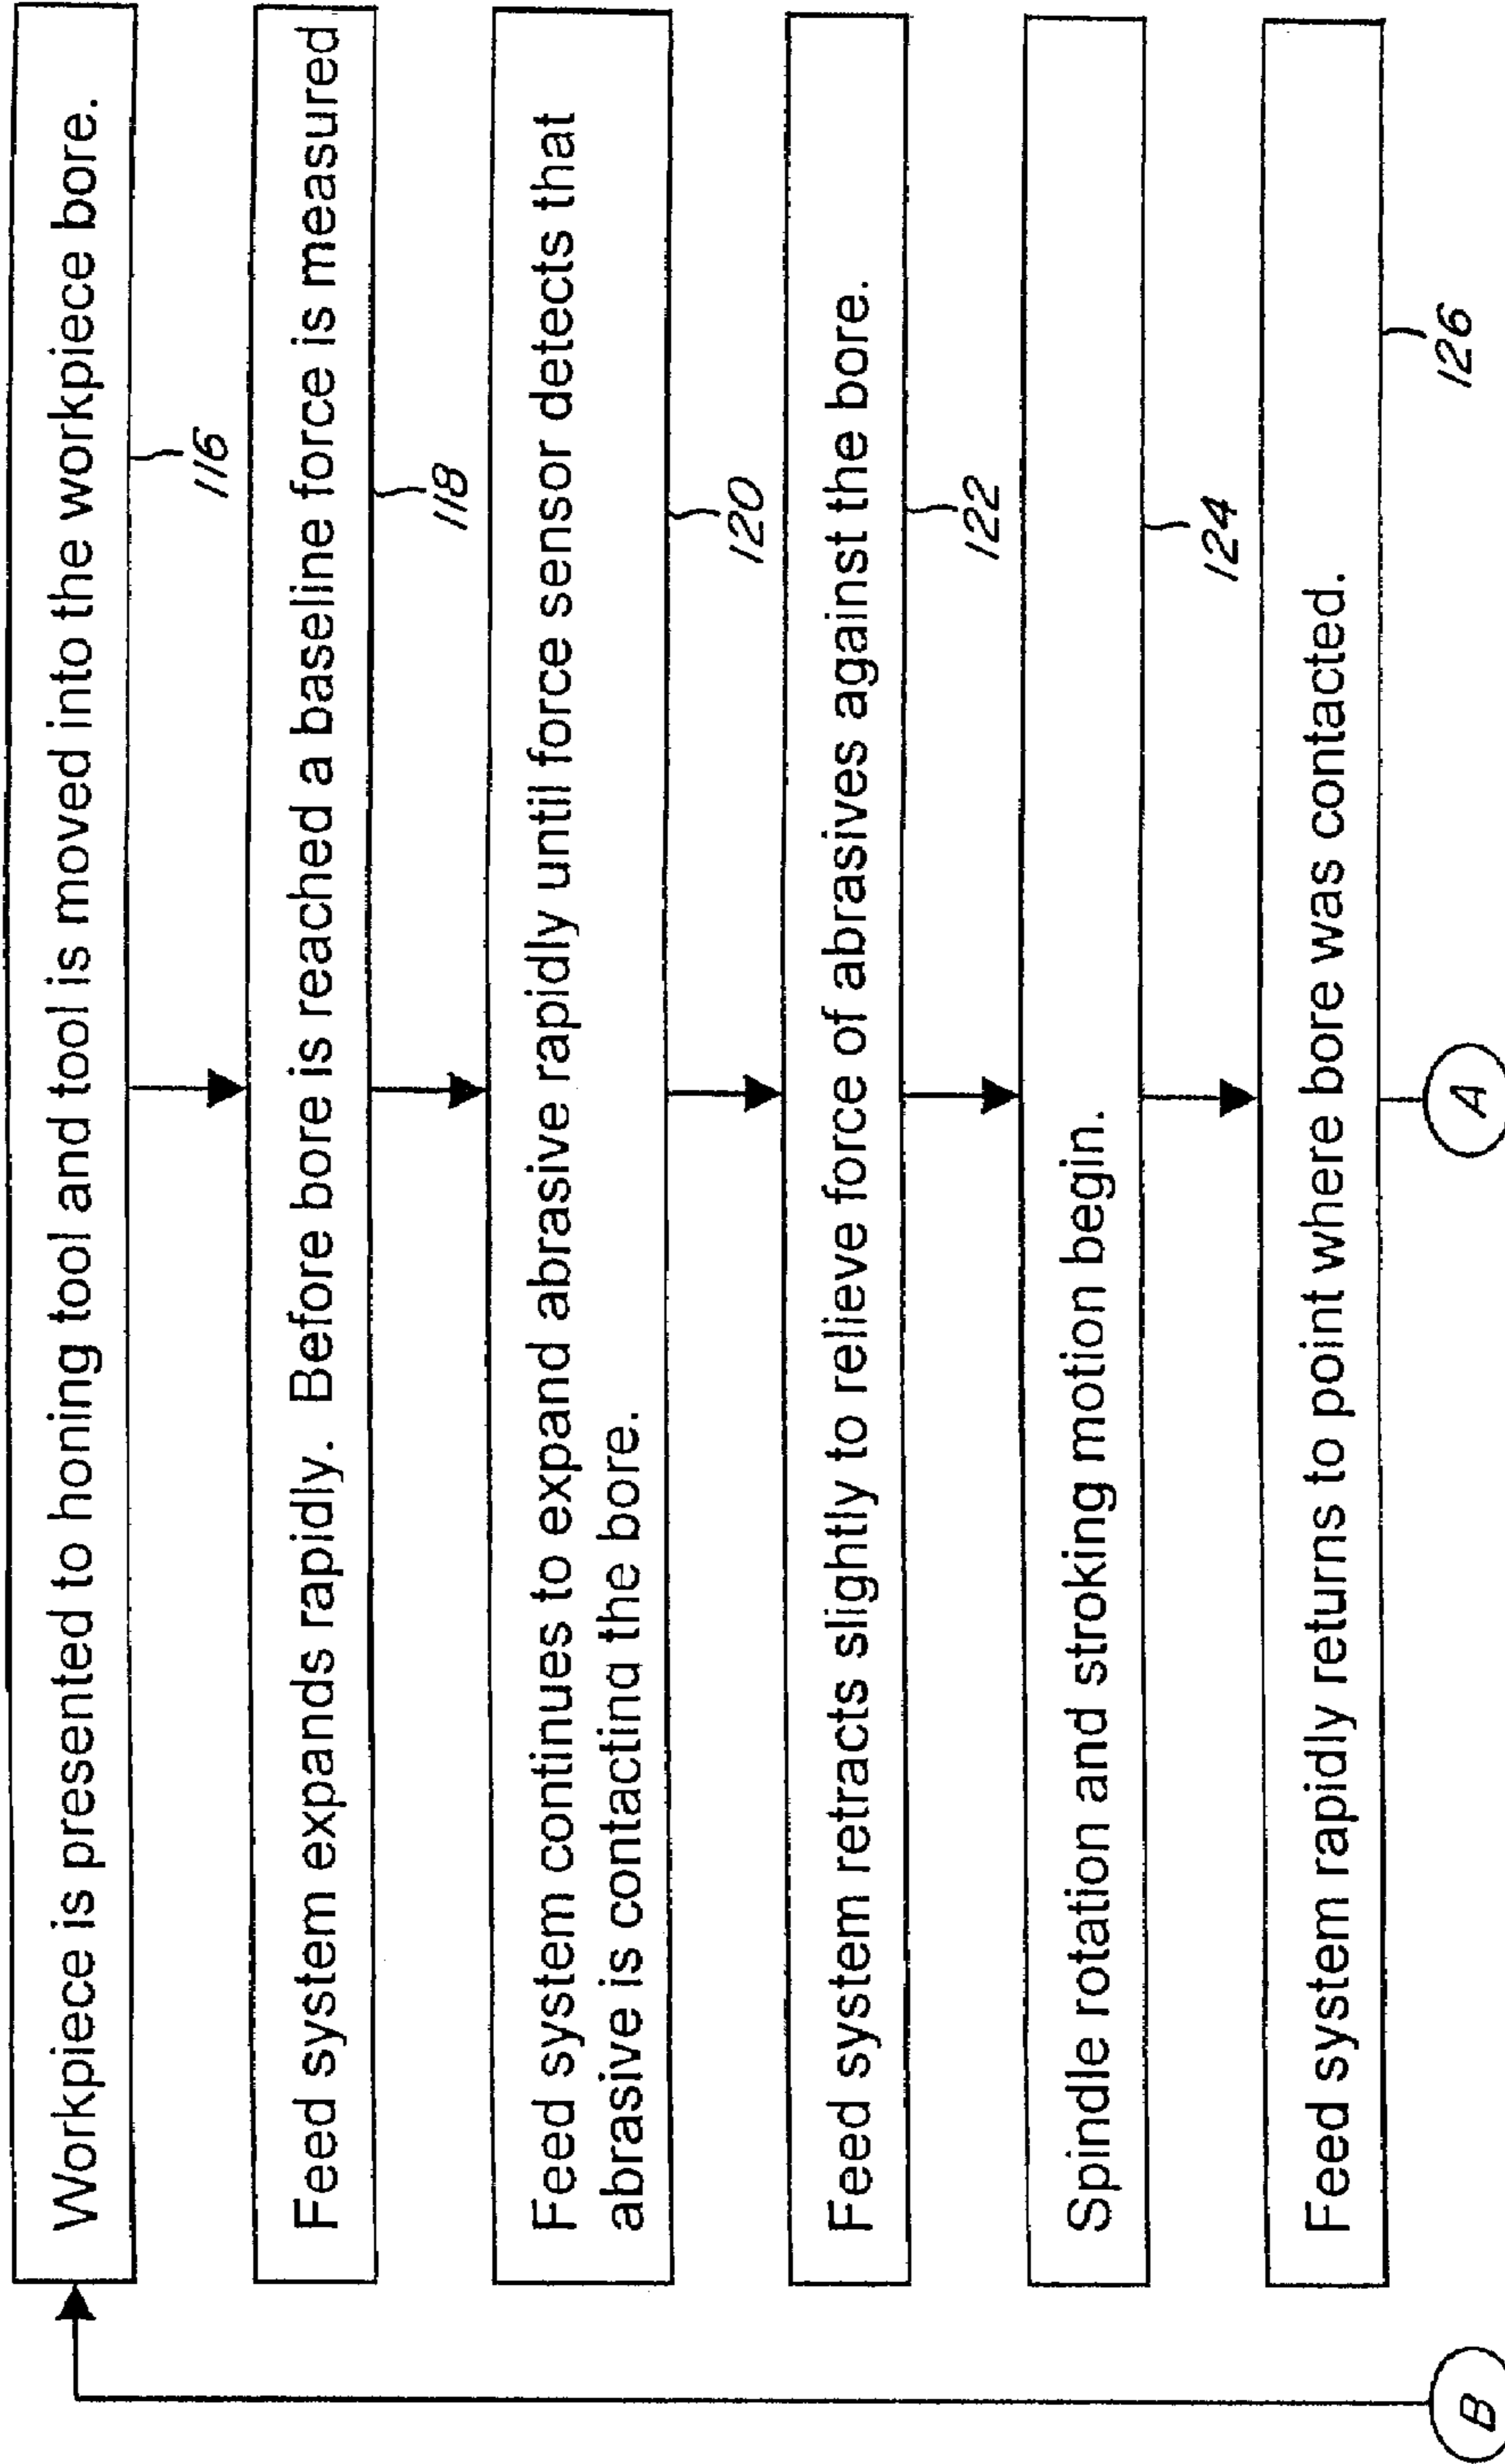 Workpiece is presented to honing tool and tool is moved into the workpiece bore.
116
Feed system expands rapidly. Before bore is reached a baseline force is measured
118
Feed system continues to expand abrasive rapidly until force sensor detects that
abrasive is contacting the bore.
120
Feed system retracts slightly to relieve force of abrasives against the bore.
122
Spindle rotation and stroking motion begin.
124
Feed system rapidly returns to point where bore was contacted.
126
B
A